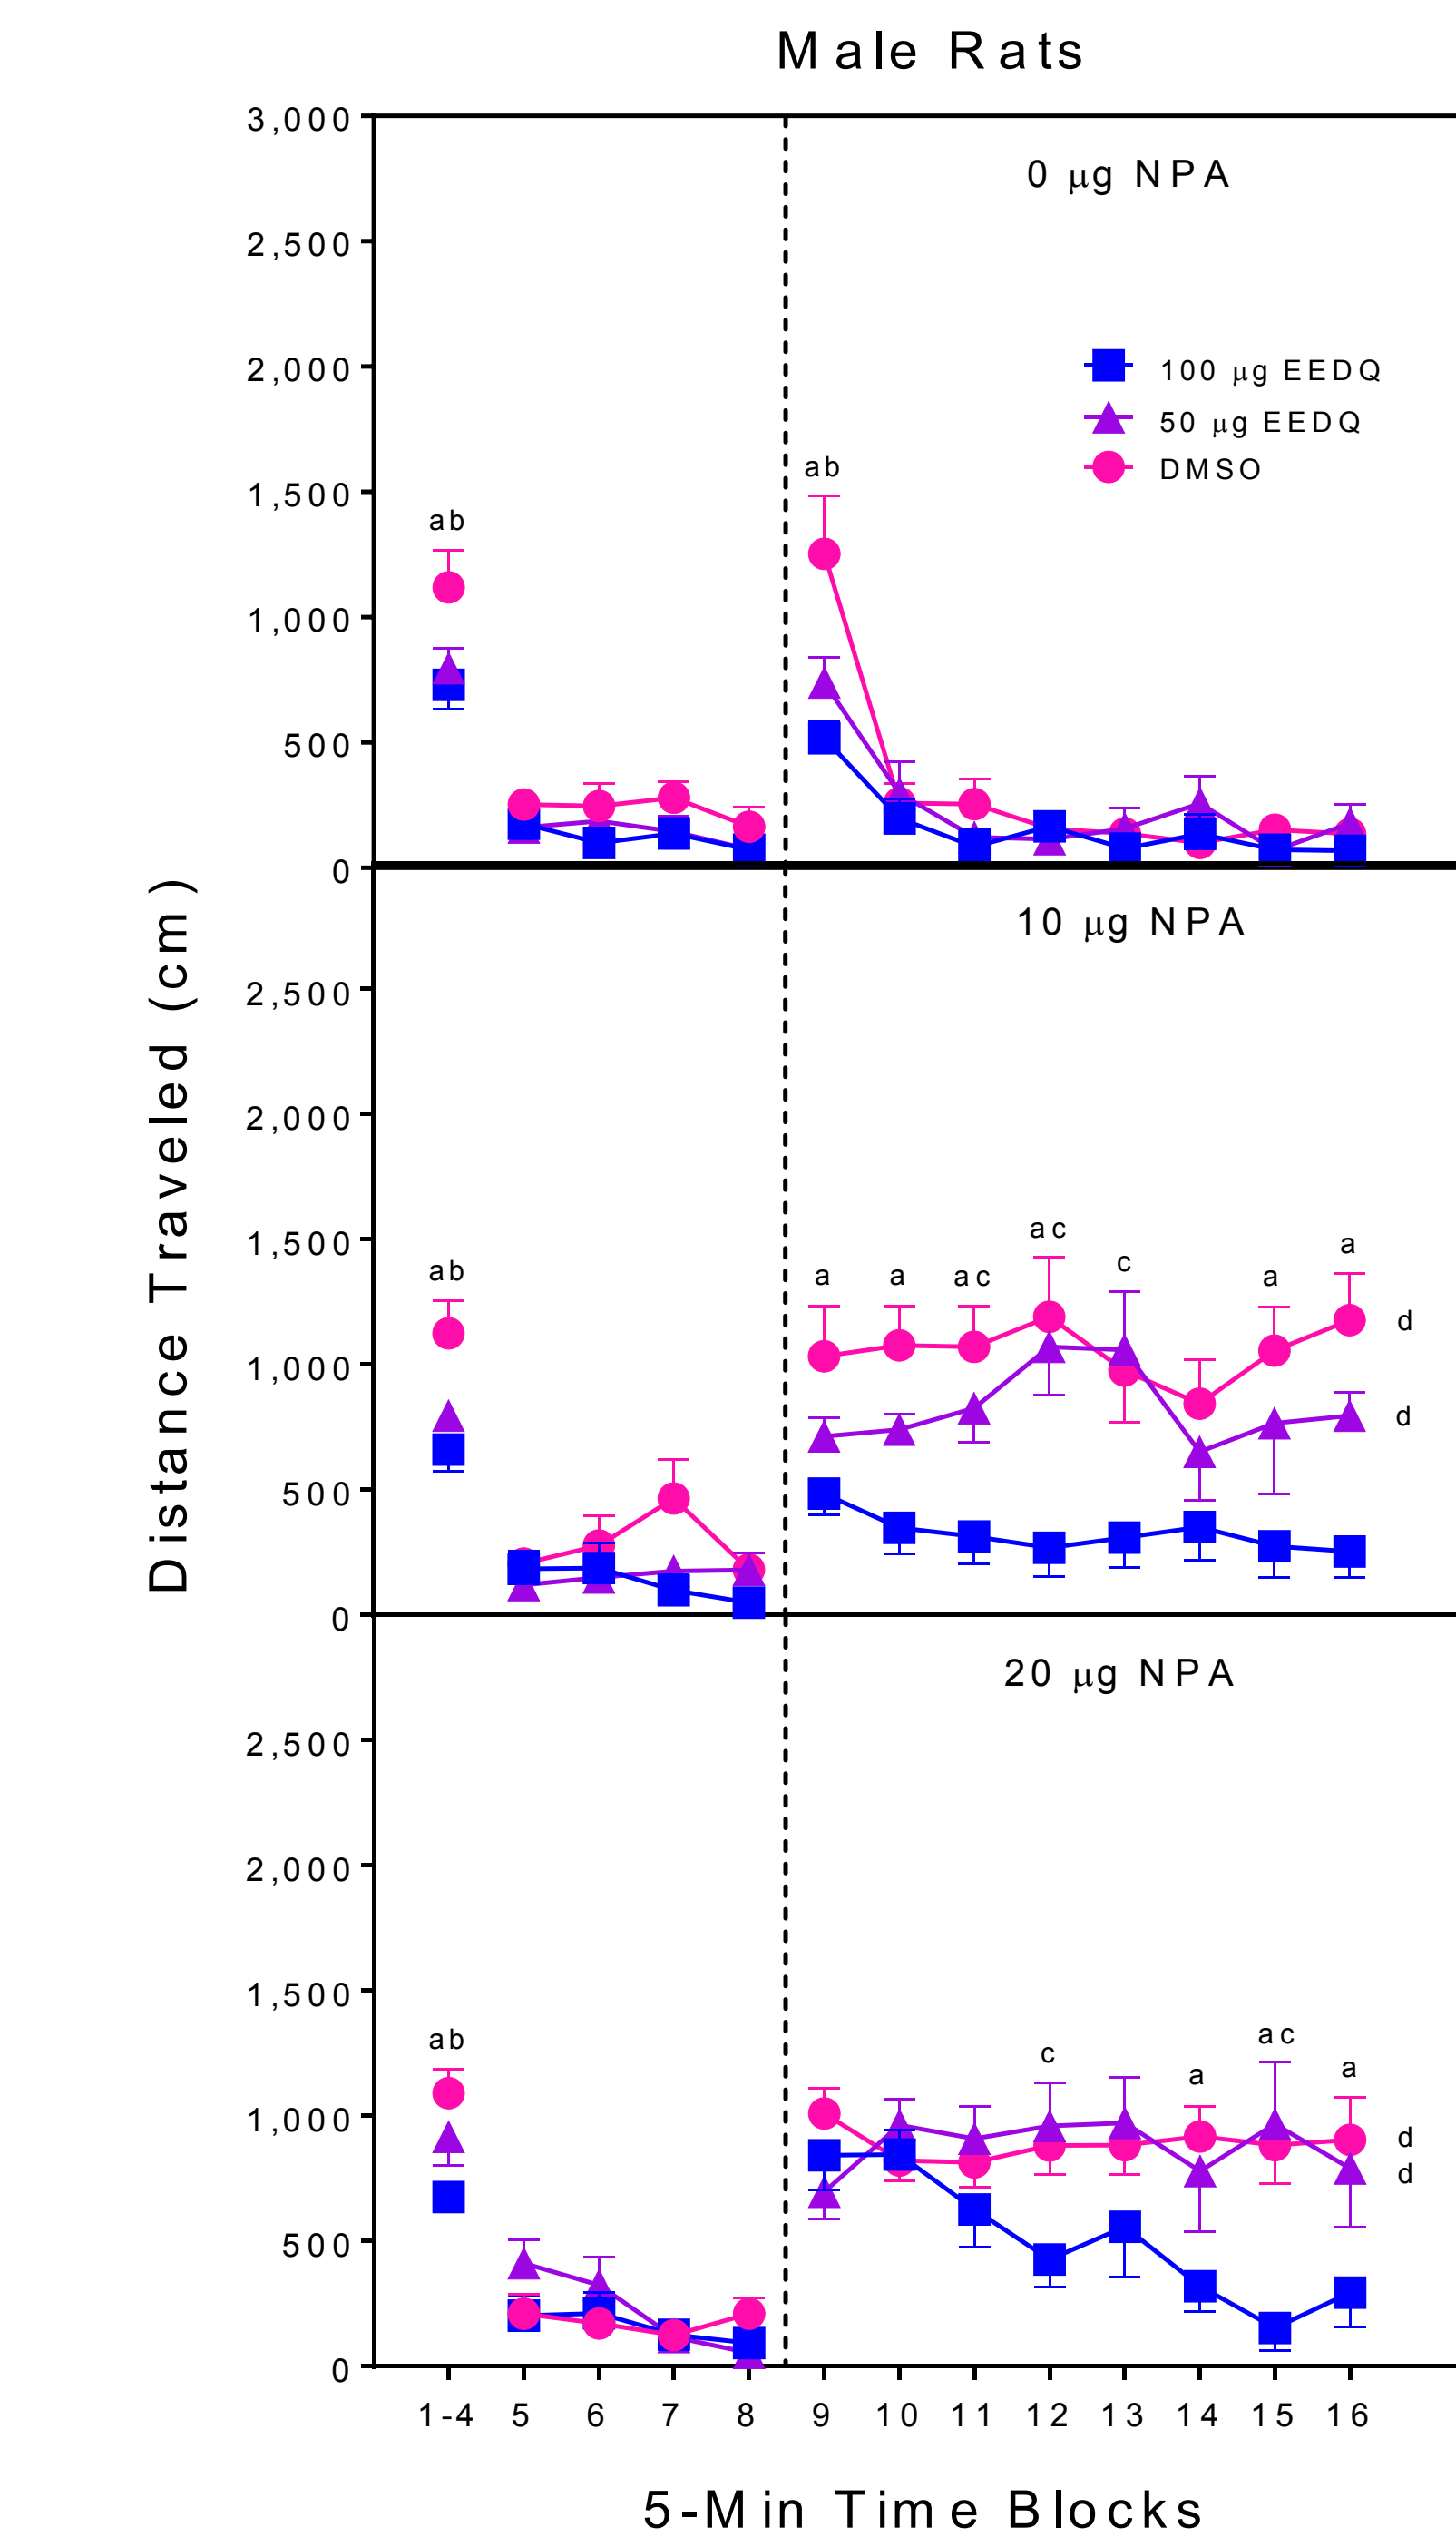 Male Rats
3,000
0 μg NPA
2,500
2,000
100 μg EEDQ
50 μg EEDQ
DMSO
1,500
ab
ab
1,000
500
0
10 μg NPA
2,500
2,000
1,500
ab
a
a
ac
ac
c
a
a
d
d
1,000
500
0
20 μg NPA
2,500
2,000
1,500
ab
c
a
ac
a
d
d
1,000
500
0
1-4 5 6 7 8 9 10 11 12 13 14 15 16
5-Min Time Blocks
Distance Traveled (cm)